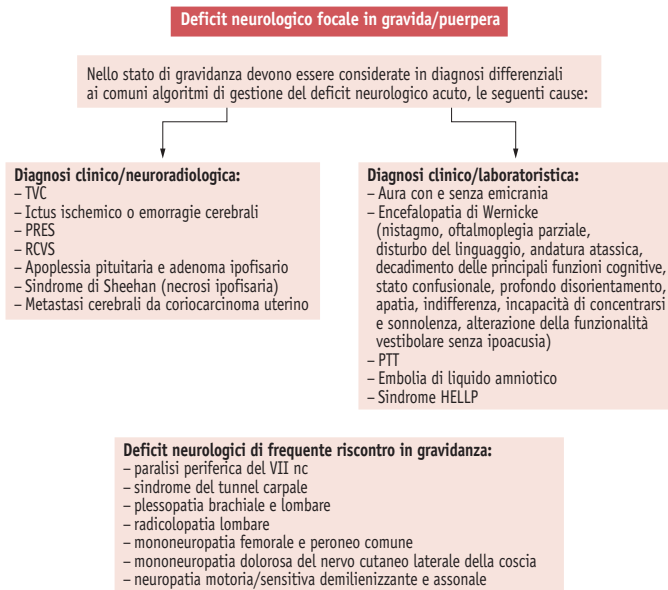 Deficit neurologico focale in gravida/puerpera
Nello stato di gravidanza devono essere considerate in diagnosi differenziali
ai comuni algoritmi di gestione del deficit neurologico acuto, le seguenti cause:
Diagnosi clinico/neuroradiologica:
– TVC
– Ictus ischemico o emorragie cerebrali
– PRES
– RCVS
– Apoplessia pituitaria e adenoma ipofisario
– Sindrome di Sheehan (necrosi ipofisaria)
– Metastasi cerebrali da coriocarcinoma uterino
Diagnosi clinico/laboratoristica:
– Aura con e senza emicrania
– Encefalopatia di Wernicke
(nistagmo, oftalmoplegia parziale,
disturbo del linguaggio, andatura atassica,
decadimento delle principali funzioni cognitive,
stato confusionale, profondo disorientamento,
apatia, indifferenza, incapacità di concentrarsi
e sonnolenza, alterazione della funzionalità
vestibolare senza ipoacusia)
– PTT
– Embolia di liquido amniotico
– Sindrome HELLP
Deficit neurologici di frequente riscontro in gravidanza:
– paralisi periferica del VII nc
– sindrome del tunnel carpale
– plessopatia brachiale e lombare
– radicolopatia lombare
– mononeuropatia femorale e peroneo comune
– mononeuropatia dolorosa del nervo cutaneo laterale della coscia
– neuropatia motoria/sensitiva demilienizzante e assonale